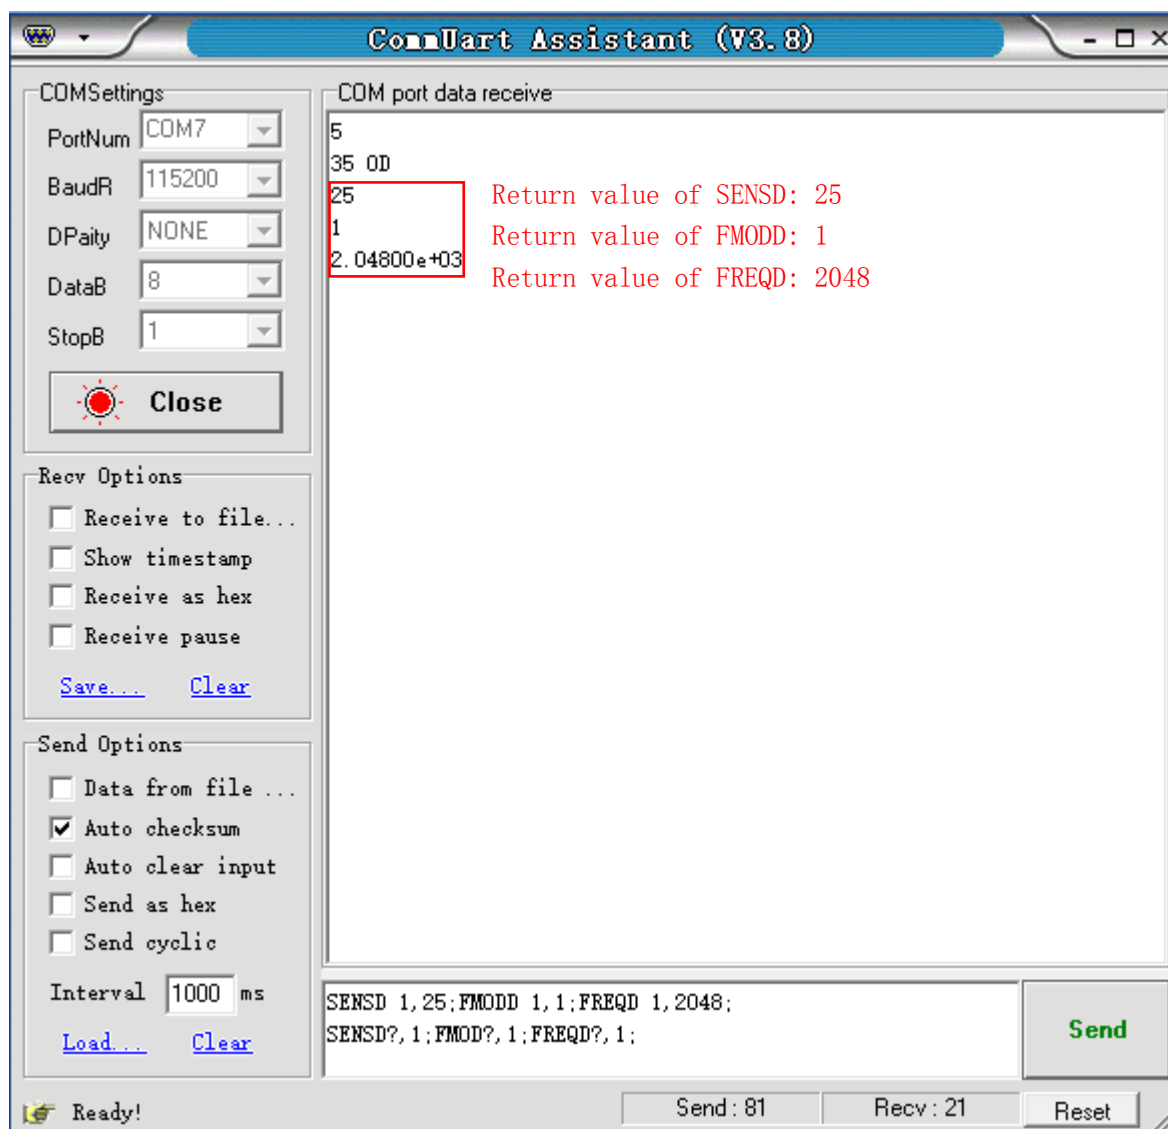 CommUart Assistant (V3.8)
COMSettings
PortNum COM7
BaudR 115200
DPaity NONE
DataB 8
StopB 1
Close
Recv Options
Receive to file...
Show timestamp
Receive as hex
Receive pause
Save... Clear
Send Options
Data from file ...
Auto checksum
Auto clear input
Send as hex
Send cyclic
Interval 1000 ms
Load... Clear
COM port data receive
5
35 0D
25 Return value of SENSD: 25
1 Return value of FMODD: 1
2.04800e+03 Return value of FREQD: 2048
SENSD 1,25;FMODD 1,1;FREQD 1,2048;
SENSD?,1;FMOD?,1;FREQD?,1;
Send
Ready! Send : 81 Recv : 21 Reset